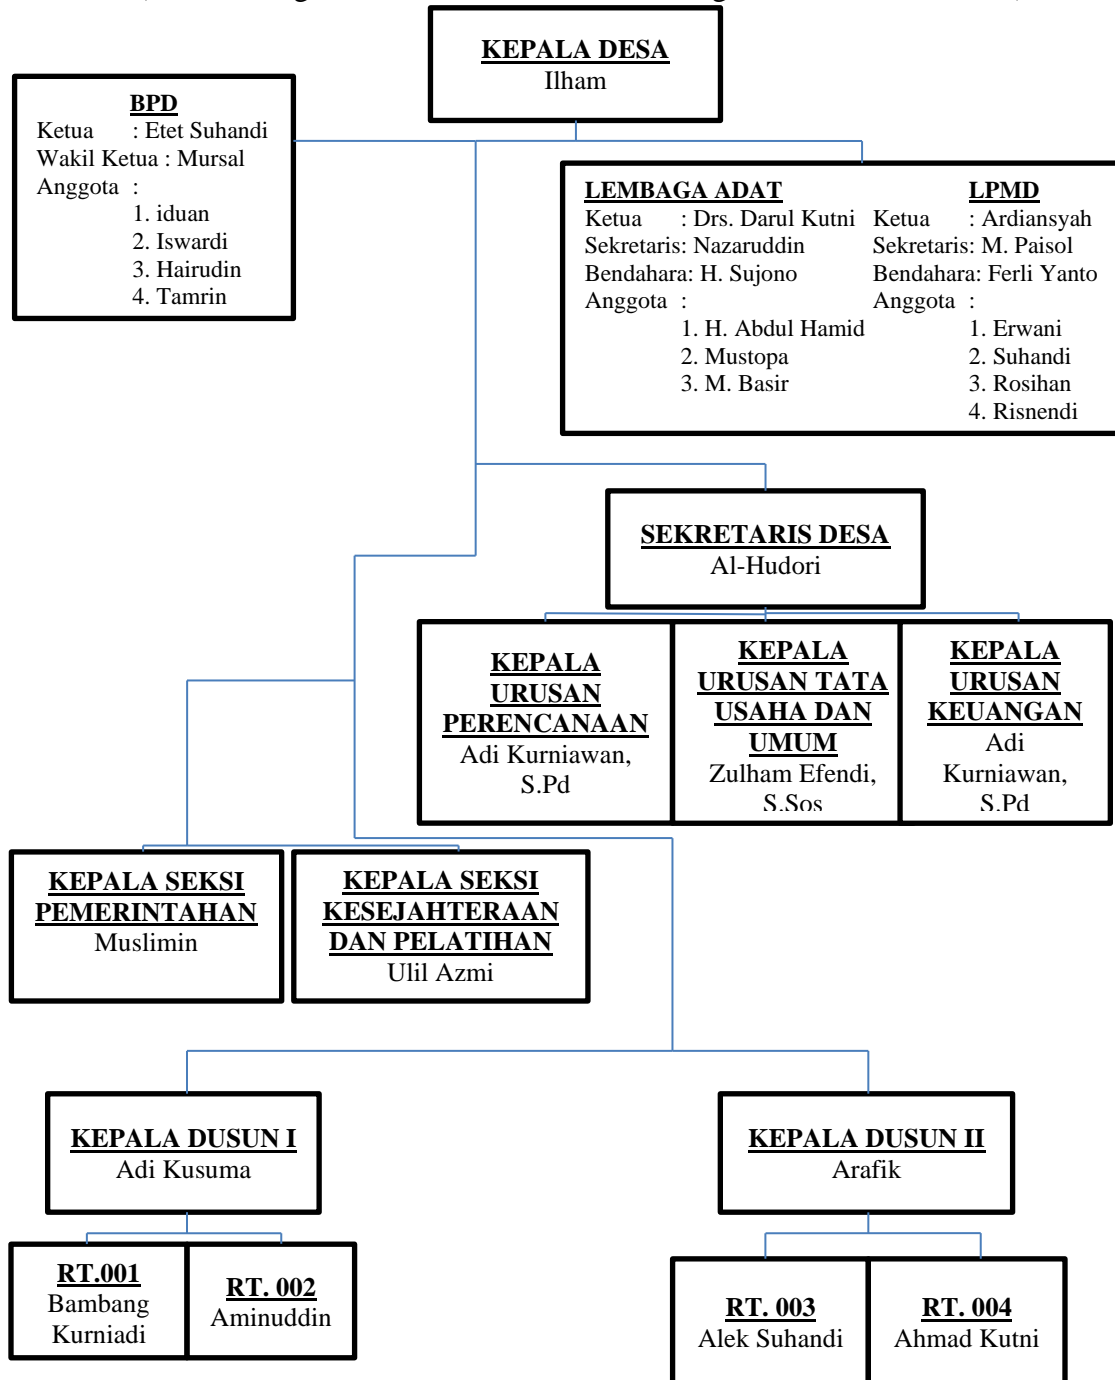 KEPALA DESA
Ilham
BPD
Ketua : Etet Suhandi
Wakil Ketua : Mursal
Anggota :
1. iduan
2. Iswardi
3. Hairudin
4. Tamrin
LEMBAGA ADAT
Ketua : Drs. Darul Kutni
Sekretaris: Nazaruddin
Bendahara: H. Sujono
Anggota :
1. H. Abdul Hamid
2. Mustopa
3. M. Basir
LPMD
Ketua : Ardiansyah
Sekretaris: M. Paisol
Bendahara: Ferli Yanto
Anggota :
1. Erwani
2. Suhandi
3. Rosihan
4. Risnendi
SEKRETARIS DESA
Al-Hudori
KEPALA
URUSAN
PERENCANAAN
Adi Kurniawan,
S.Pd
KEPALA
URUSAN TATA
USAHA DAN
UMUM
Zulham Efendi,
S.Sos
KEPALA
URUSAN
KEUANGAN
Adi
Kurniawan,
S.Pd
KEPALA SEKSI
PEMERINTAHAN
Muslimin
KEPALA SEKSI
KESEJAHTERAAN
DAN PELATIHAN
Ulil Azmi
KEPALA DUSUN I
Adi Kusuma
KEPALA DUSUN II
Arafik
RT.001
Bambang
Kurniadi
RT. 002
Aminuddin
RT. 003
Alek Suhandi
RT. 004
Ahmad Kutni